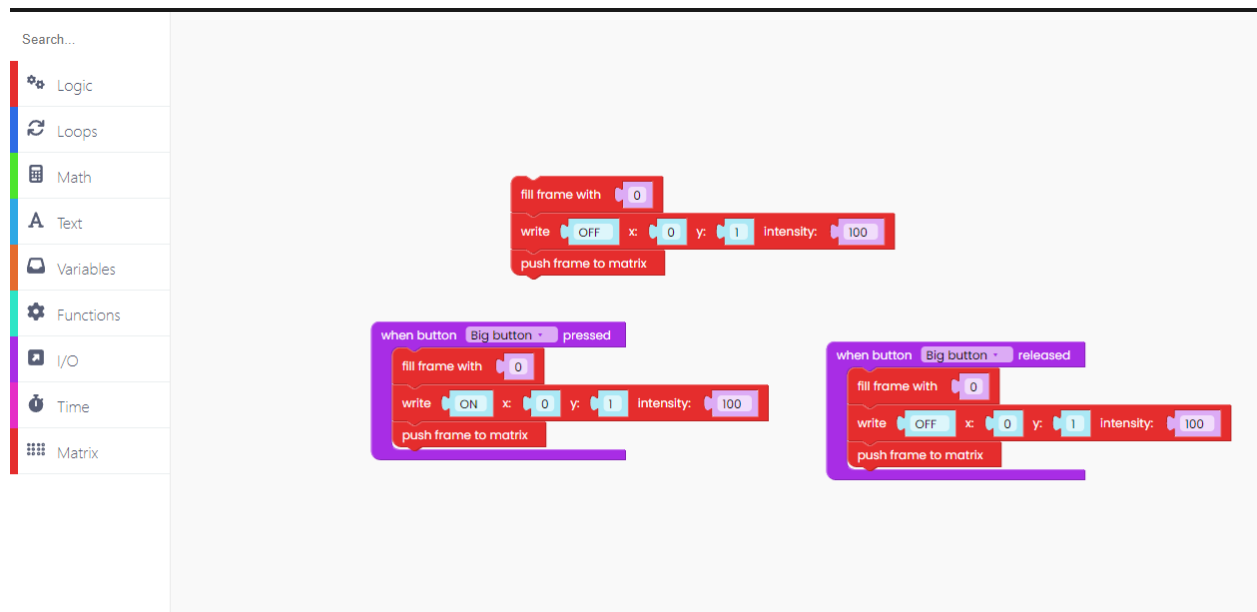 Search...
Logic
Loops
Math
Text
Variables
Functions
I/O
Time
Matrix
fill frame with 0
write OFF x: 0 y: 1 intensity: 100
push frame to matrix
when button Big button pressed
fill frame with 0
write ON x: 0 y: 1 intensity: 100
push frame to matrix
when button Big button released
fill frame with 0
write OFF x: 0 y: 1 intensity: 100
push frame to matrix